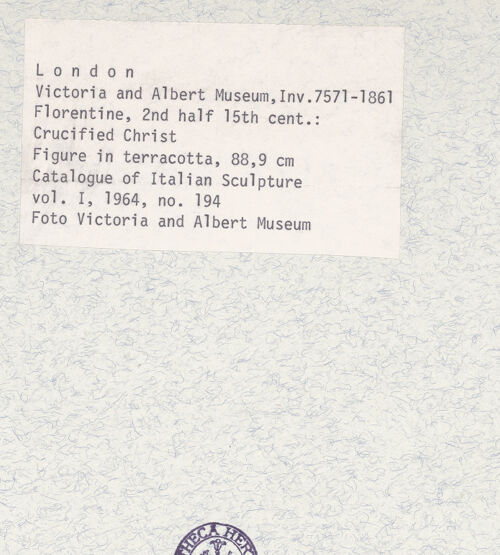 London
Victoria and Albert Museum,Inv.7571-1861
Florentine, 2nd half 15th cent.:
Crucified Christ
Figure in terracotta, 88,9 cm
Catalogue of Italian Sculpture
vol. I, 1964, no. 194
Foto Victoria and Albert Museum